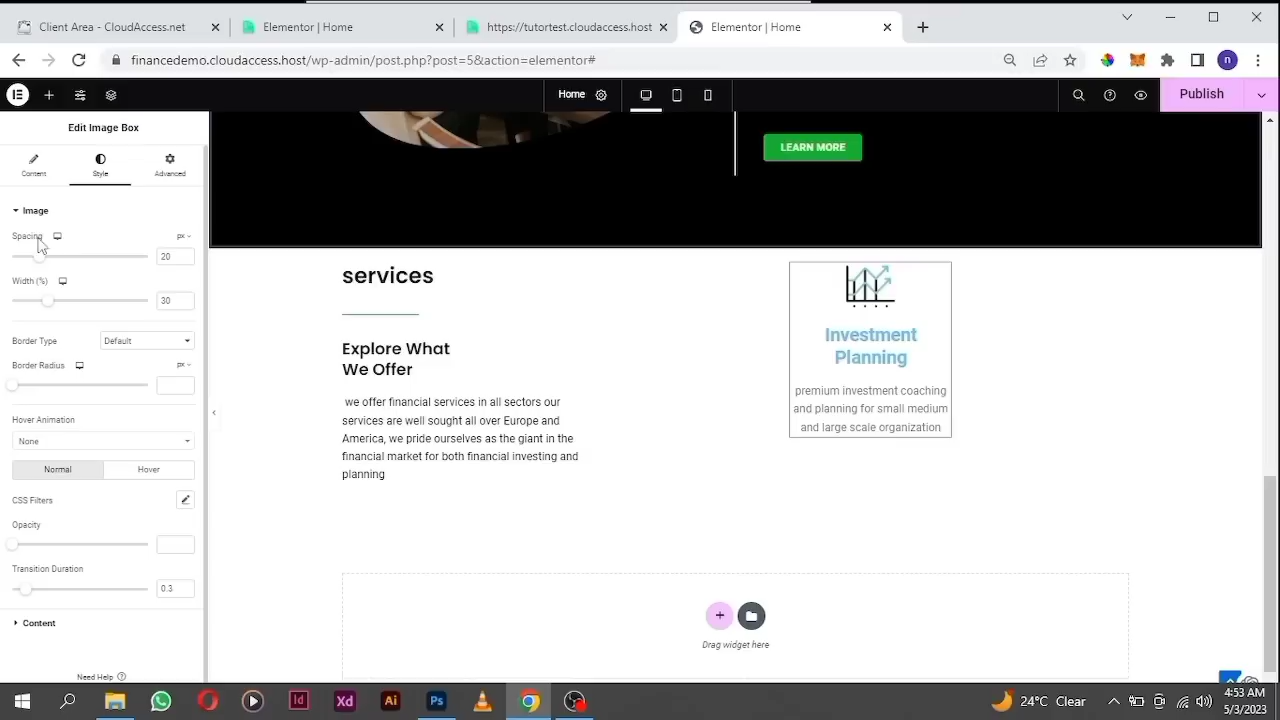 Client Area - CloudAccess.net
Elementor | Home
https://tutortest.cloudaccess.host
Elementor | Home
financedemo.cloudaccess.host/wp-admin/post.php?post=5&action=elementor#
n
Home
Publish
Edit Image Box
Content
Style
Advanced
Image
Spacing
px
20
Width (%)
30
Border Type
Default
Border Radius
px
Hover Animation
None
Normal
Hover
CSS Filters
Opacity
Transition Duration
0.3
Content
Need Help
LEARN MORE
services
Explore What
We Offer
we offer financial services in all sectors our
services are well sought all over Europe and
America, we pride ourselves as the giant in the
financial market for both financial investing and
planning
Investment
Planning
premium investment coaching
and planning for small medium
and large scale organization
Drag widget here
Id
Xd
Ai
Ps
24°C Clear
4:53 AM
5/3/2023